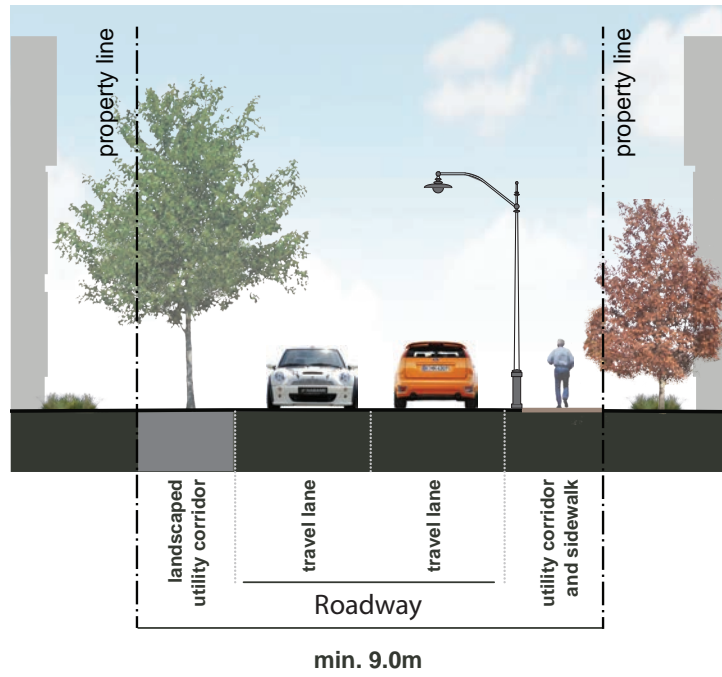 property line
property line
landscaped
utility corridor
travel lane
travel lane
utility corridor
and sidewalk
Roadway
min. 9.0m